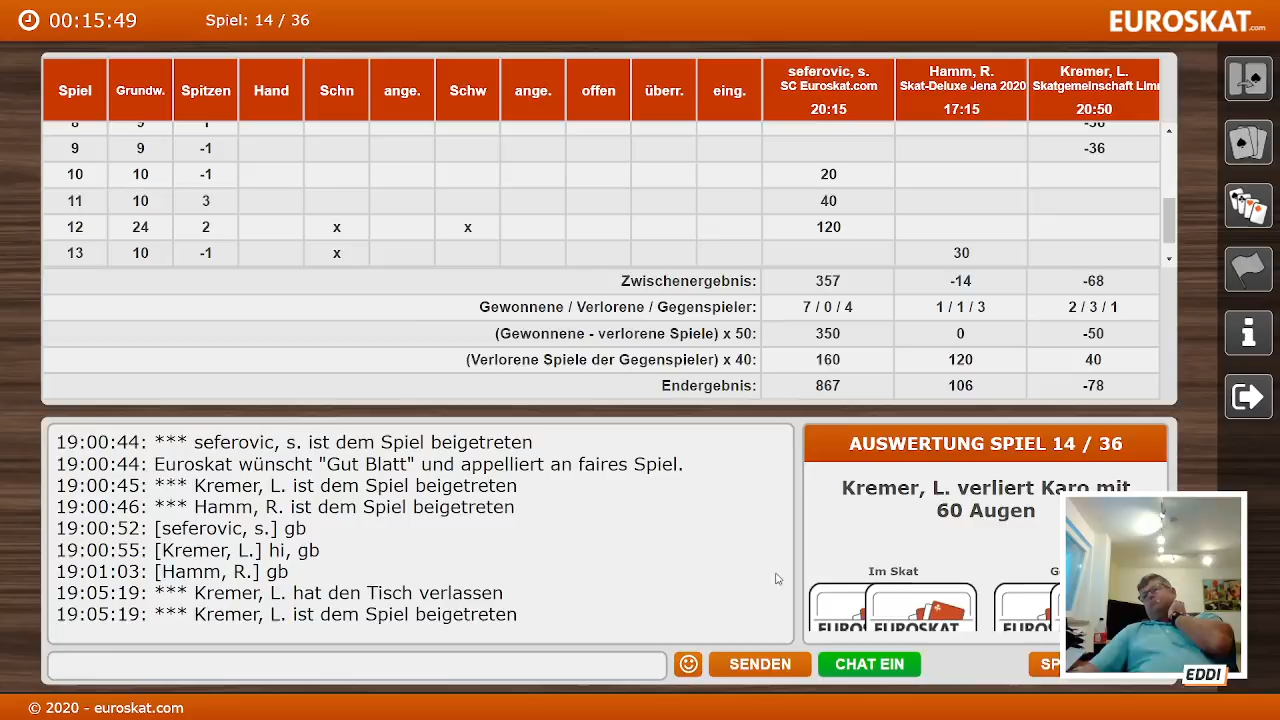 00:15:49
Spiel: 14 / 36
EUROSKAT.com
Spiel Grundw. Spitzen Hand Schn ange. Schw ange. offen überr. eing. seferovic, s. SC Euroskat.com 20:15 Hamm, R. Skat-Deluxe Jena 2020 17:15 Kremer, L. Skatgemeinschaft 20:50
8 9
9 9 -1 -36
10 10 -1 20
11 10 3 40
12 24 2 x x 120
13 10 -1 x 30
Zwischenergebnis: 357 -14 -68
Gewonnene / Verlorene / Gegenspieler: 7 / 0 / 4 1 / 1 / 3 2 / 3 / 1
(Gewonnene - verlorene Spiele) x 50: 350 0 -50
(Verlorene Spiele der Gegenspieler) x 40: 160 120 40
Endergebnis: 867 106 -78
19:00:44: *** seferovic, s. ist dem Spiel beigetreten
19:00:44: Euroskat wünscht "Gut Blatt" und appelliert an faires Spiel.
19:00:45: *** Kremer, L. ist dem Spiel beigetreten
19:00:46: *** Hamm, R. ist dem Spiel beigetreten
19:00:52: [seferovic, s.] gb
19:00:55: [Kremer, L.] hi, gb
19:01:03: [Hamm, R.] gb
19:05:19: *** Kremer, L. hat den Tisch verlassen
19:05:19: *** Kremer, L. ist dem Spiel beigetreten
AUSWERTUNG SPIEL 14 / 36
Kremer, L. verliert Karo mit
60 Augen
Im Skat
EUROSKAT
SENDEN
CHAT EIN
SP
EDDI
© 2020 - euroskat.com